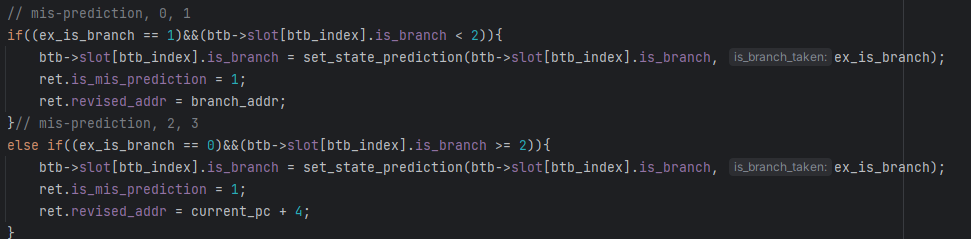 // mis-prediction, 0, 1
if((ex_is_branch == 1)&&(btb->slot[btb_index].is_branch < 2)){
    btb->slot[btb_index].is_branch = set_state_prediction(btb->slot[btb_index].is_branch, is_branch_taken: ex_is_branch);
    ret.is_mis_prediction = 1;
    ret.revised_addr = branch_addr;
}// mis-prediction, 2, 3
else if((ex_is_branch == 0)&&(btb->slot[btb_index].is_branch >= 2)){
    btb->slot[btb_index].is_branch = set_state_prediction(btb->slot[btb_index].is_branch, is_branch_taken: ex_is_branch);
    ret.is_mis_prediction = 1;
    ret.revised_addr = current_pc + 4;
}